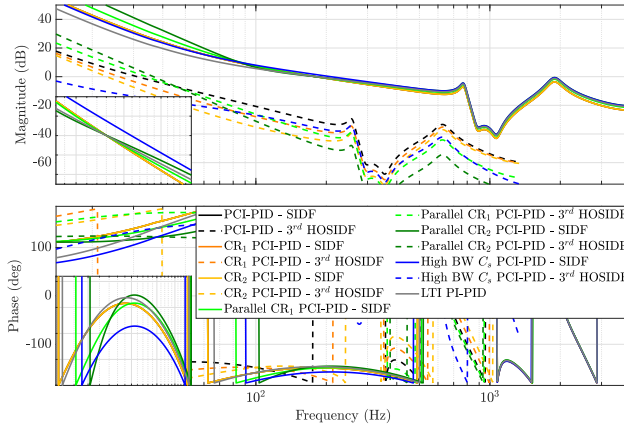 40
20
0
-20
-40
-60
Magnitude (dB)
100
0
-100
Phase (deg)
PCI-PID - SIDF
PCI-PID - 3rd HOSIDF
CR1 PCI-PID - SIDF
CR1 PCI-PID - 3rd HOSIDF
CR2 PCI-PID - SIDF
CR2 PCI-PID - 3rd HOSIDF
Parallel CR1 PCI-PID - SIDF
Parallel CR1 PCI-PID - 3rd HOSIDF
Parallel CR2 PCI-PID - SIDF
Parallel CR2 PCI-PID - 3rd HOSIDF
High BW Cs PCI-PID - SIDF
High BW Cs PCI-PID - 3rd HOSIDF
LTI PI-PID
10^2
10^3
Frequency (Hz)